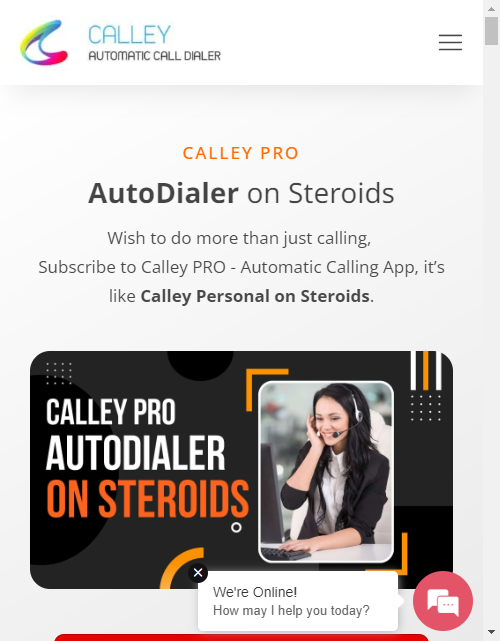 CALLEY
AUTOMATIC CALL DIALER
CALLEY PRO
AutoDialer on Steroids
Wish to do more than just calling,
Subscribe to Calley PRO - Automatic Calling App, it’s
like Calley Personal on Steroids.
CALLEY PRO
AUTODIALER
ON STEROIDS
We're Online!
How may I help you today?